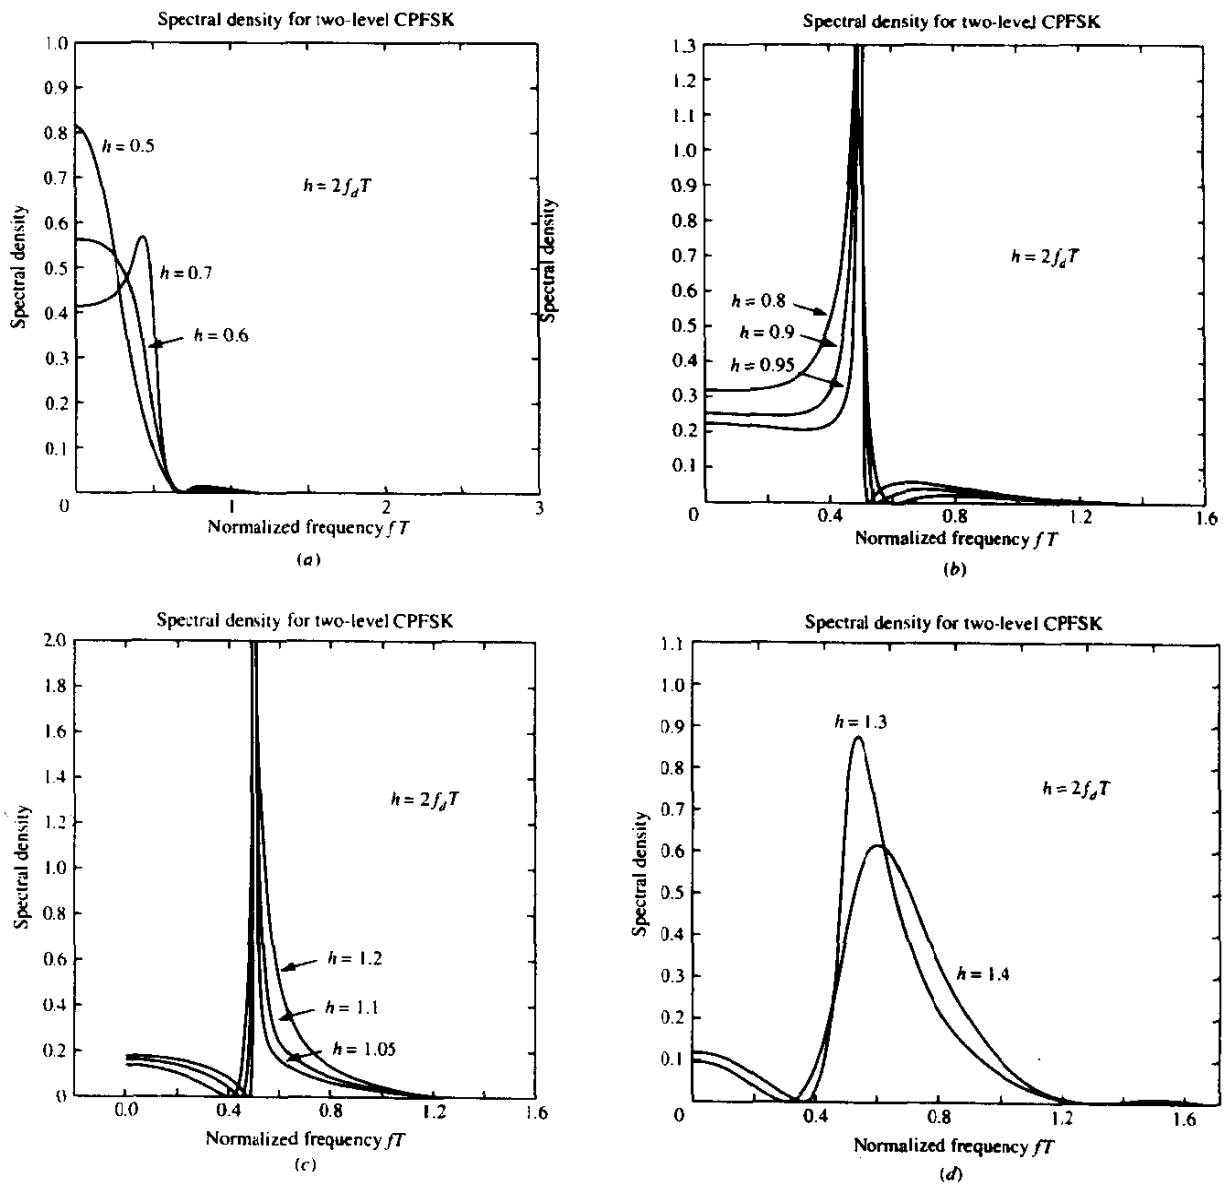 Spectral density for two-level CPFSK
1.0
0.9
0.8
0.7
0.6
0.5
0.4
0.3
0.2
0.1
0
1
2
3
h = 0.5
h = 2f_dT
h = 0.7
h = 0.6
Spectral density
Normalized frequency fT
(a)
Spectral density for two-level CPFSK
1.3
1.2
1.1
1.0
0.9
0.8
0.7
0.6
0.5
0.4
0.3
0.2
0.1
0
0.4
0.8
1.2
1.6
h = 2f_dT
h = 0.8
h = 0.9
h = 0.95
Spectral density
Normalized frequency fT
(b)
Spectral density for two-level CPFSK
2.0
1.8
1.6
1.4
1.2
1.0
0.8
0.6
0.4
0.2
0
0.0
0.4
0.8
1.2
1.6
h = 2f_dT
h = 1.2
h = 1.1
h = 1.05
Spectral density
Normalized frequency fT
(c)
Spectral density for two-level CPFSK
1.1
1.0
0.9
0.8
0.7
0.6
0.5
0.4
0.3
0.2
0.1
0
0.4
0.8
1.2
1.6
h = 1.3
h = 2f_dT
h = 1.4
Spectral density
Normalized frequency fT
(d)